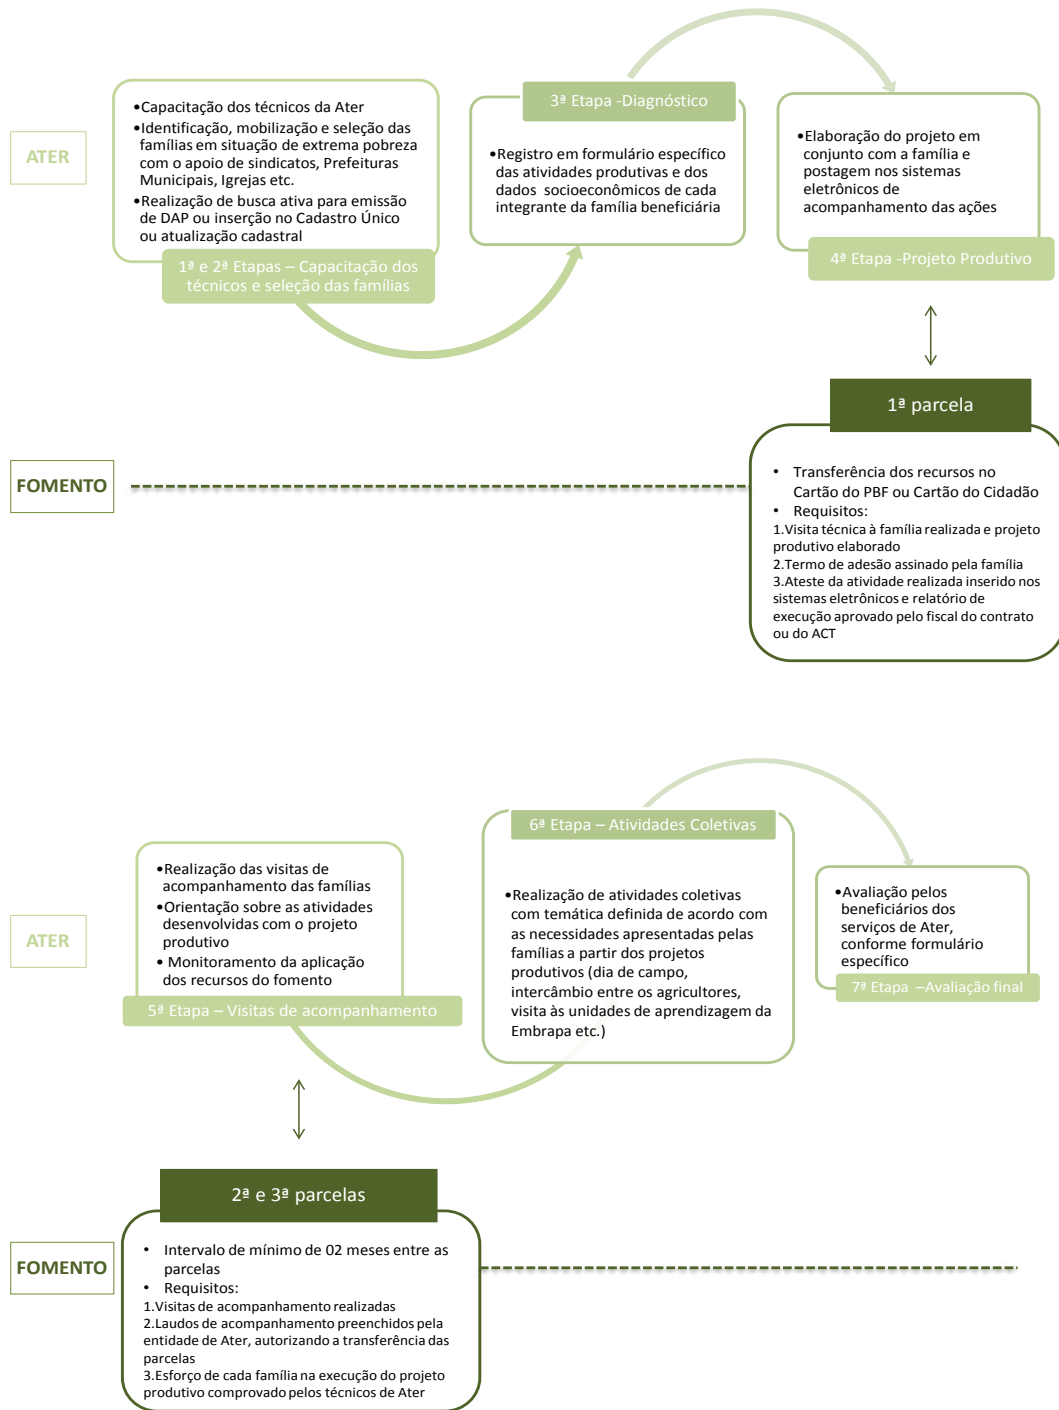 ATER
•Capacitação dos técnicos da Ater
•Identificação, mobilização e seleção das
famílias em situação de extrema pobreza
com o apoio de sindicatos, Prefeituras
Municipais, Igrejas etc.
•Realização de busca ativa para emissão
de DAP ou inserção no Cadastro Único
ou atualização cadastral
1ª e 2ª Etapas – Capacitação dos
técnicos e seleção das famílias
3ª Etapa -Diagnóstico
•Registro em formulário específico
das atividades produtivas e dos
dados socioeconômicos de cada
integrante da família beneficiária
•Elaboração do projeto em
conjunto com a família e
postagem nos sistemas
eletrônicos de
acompanhamento das ações
4ª Etapa -Projeto Produtivo
FOMENTO
1ª parcela
• Transferência dos recursos no
Cartão do PBF ou Cartão do Cidadão
• Requisitos:
1.Visita técnica à família realizada e projeto
produtivo elaborado
2.Termo de adesão assinado pela família
3.Ateste da atividade realizada inserido nos
sistemas eletrônicos e relatório de
execução aprovado pelo fiscal do contrato
ou do ACT
ATER
•Realização das visitas de
acompanhamento das famílias
•Orientação sobre as atividades
desenvolvidas com o projeto
produtivo
• Monitoramento da aplicação
dos recursos do fomento
5ª Etapa – Visitas de acompanhamento
6ª Etapa – Atividades Coletivas
•Realização de atividades coletivas
com temática definida de acordo com
as necessidades apresentadas pelas
famílias a partir dos projetos
produtivos (dia de campo,
intercâmbio entre os agricultores,
visita às unidades de aprendizagem da
Embrapa etc.)
•Avaliação pelos
beneficiários dos
serviços de Ater,
conforme formulário
específico
7ª Etapa –Avaliação final
FOMENTO
2ª e 3ª parcelas
• Intervalo de mínimo de 02 meses entre as
parcelas
• Requisitos:
1.Visitas de acompanhamento realizadas
2.Laudos de acompanhamento preenchidos pela
entidade de Ater, autorizando a transferência das
parcelas
3.Esforço de cada família na execução do projeto
produtivo comprovado pelos técnicos de Ater